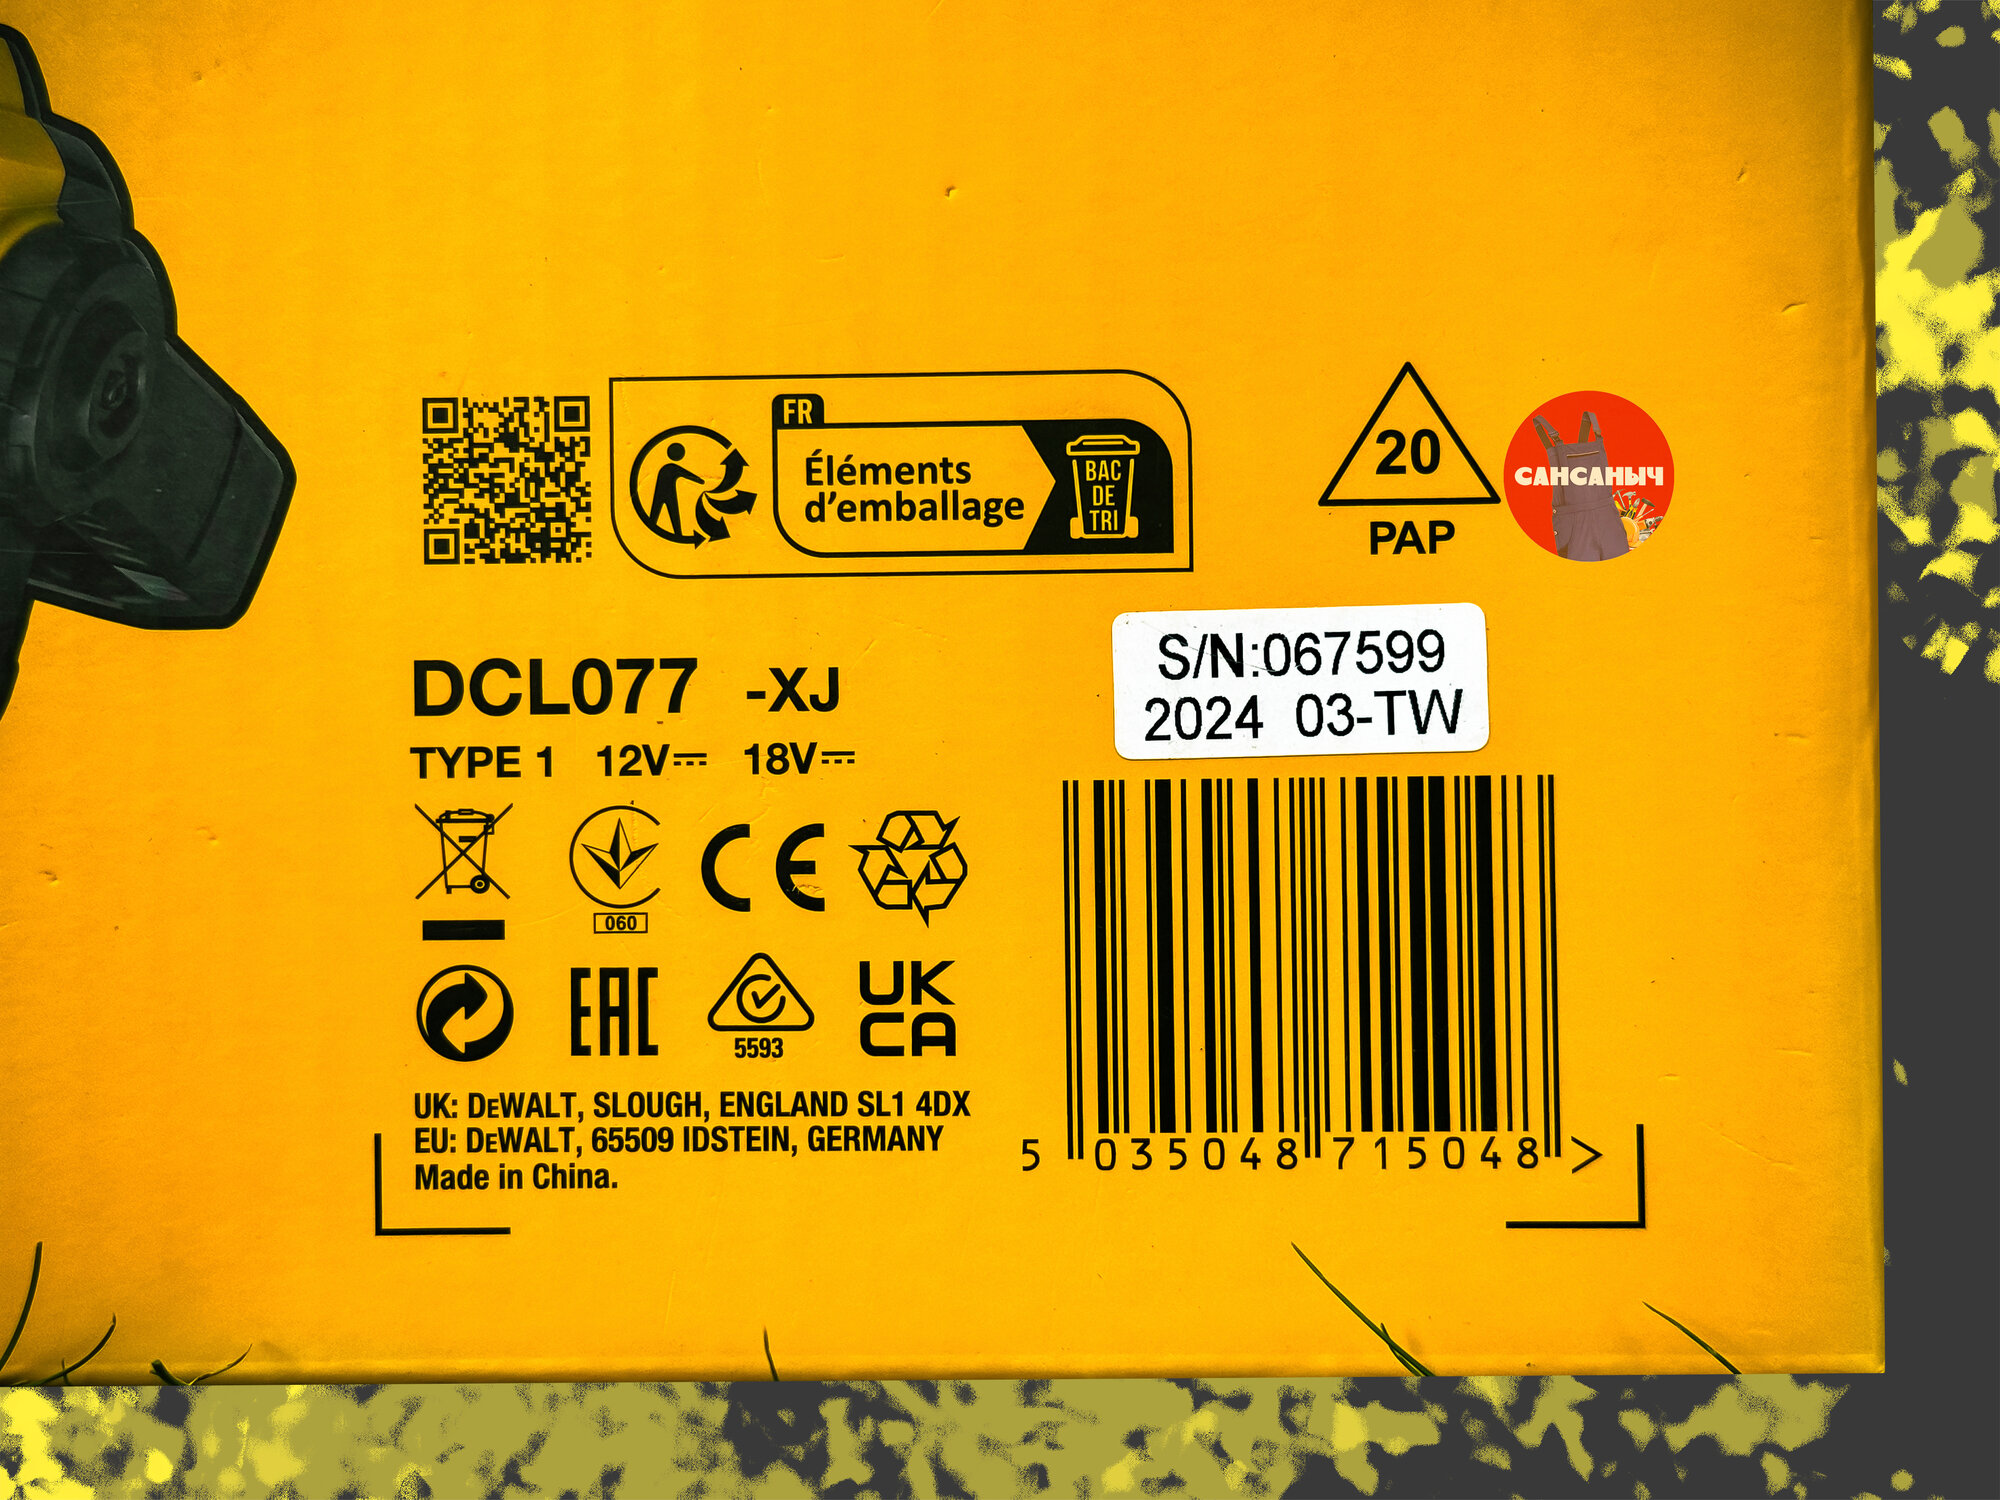 FR
Éléments
d'emballage
BAC
DE
TRI
20
PAP
САНСАНЫЧ
S/N:067599
2024 03-TW
DCL077 -XJ
TYPE 1 12V 18V
060
CE
EAC
5593
UK
CA
UK: DEWALT, SLOUGH, ENGLAND SL1 4DX
EU: DEWALT, 65509 IDSTEIN, GERMANY
Made in China.
5 035048 715048 >